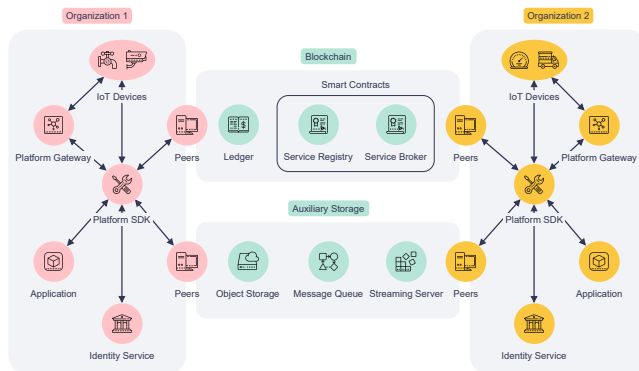 Organization 1
Organization 2
Blockchain
Smart Contracts
IoT Devices
IoT Devices
Platform Gateway
Peers
Ledger
Service Registry
Service Broker
Peers
Platform Gateway
Auxiliary Storage
Platform SDK
Platform SDK
Application
Peers
Object Storage
Message Queue
Streaming Server
Peers
Application
Identity Service
Identity Service